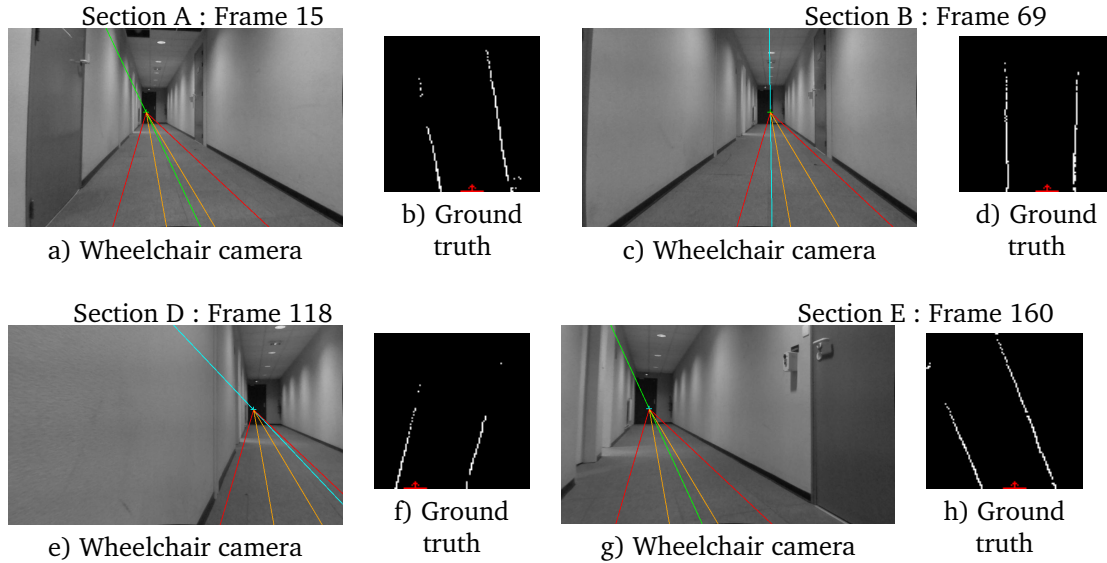 Section A : Frame 15
Section B : Frame 69
a) Wheelchair camera
b) Ground
truth
c) Wheelchair camera
d) Ground
truth
Section D : Frame 118
Section E : Frame 160
e) Wheelchair camera
f) Ground
truth
g) Wheelchair camera
h) Ground
truth